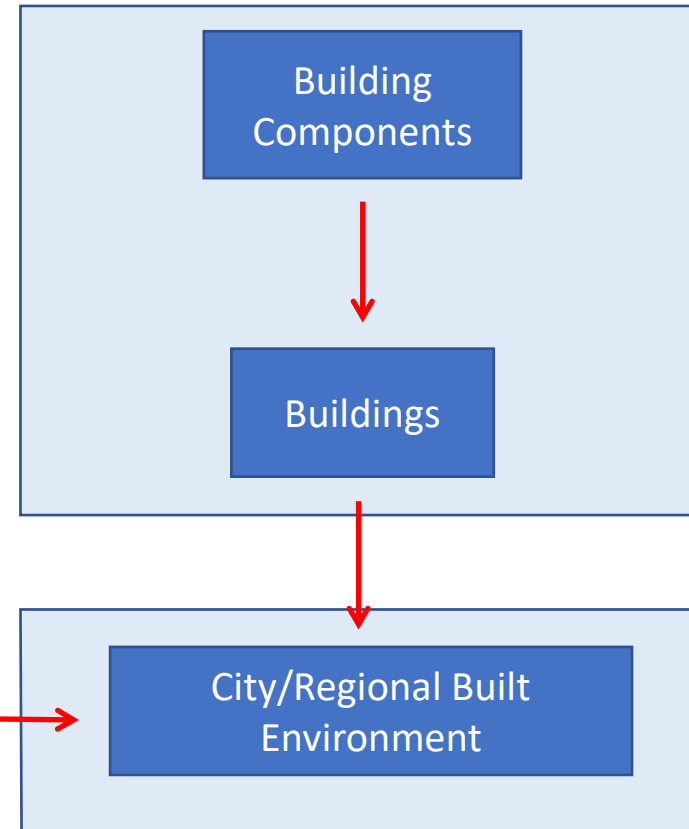 Building
Components
Buildings
City/Regional Built
Environment